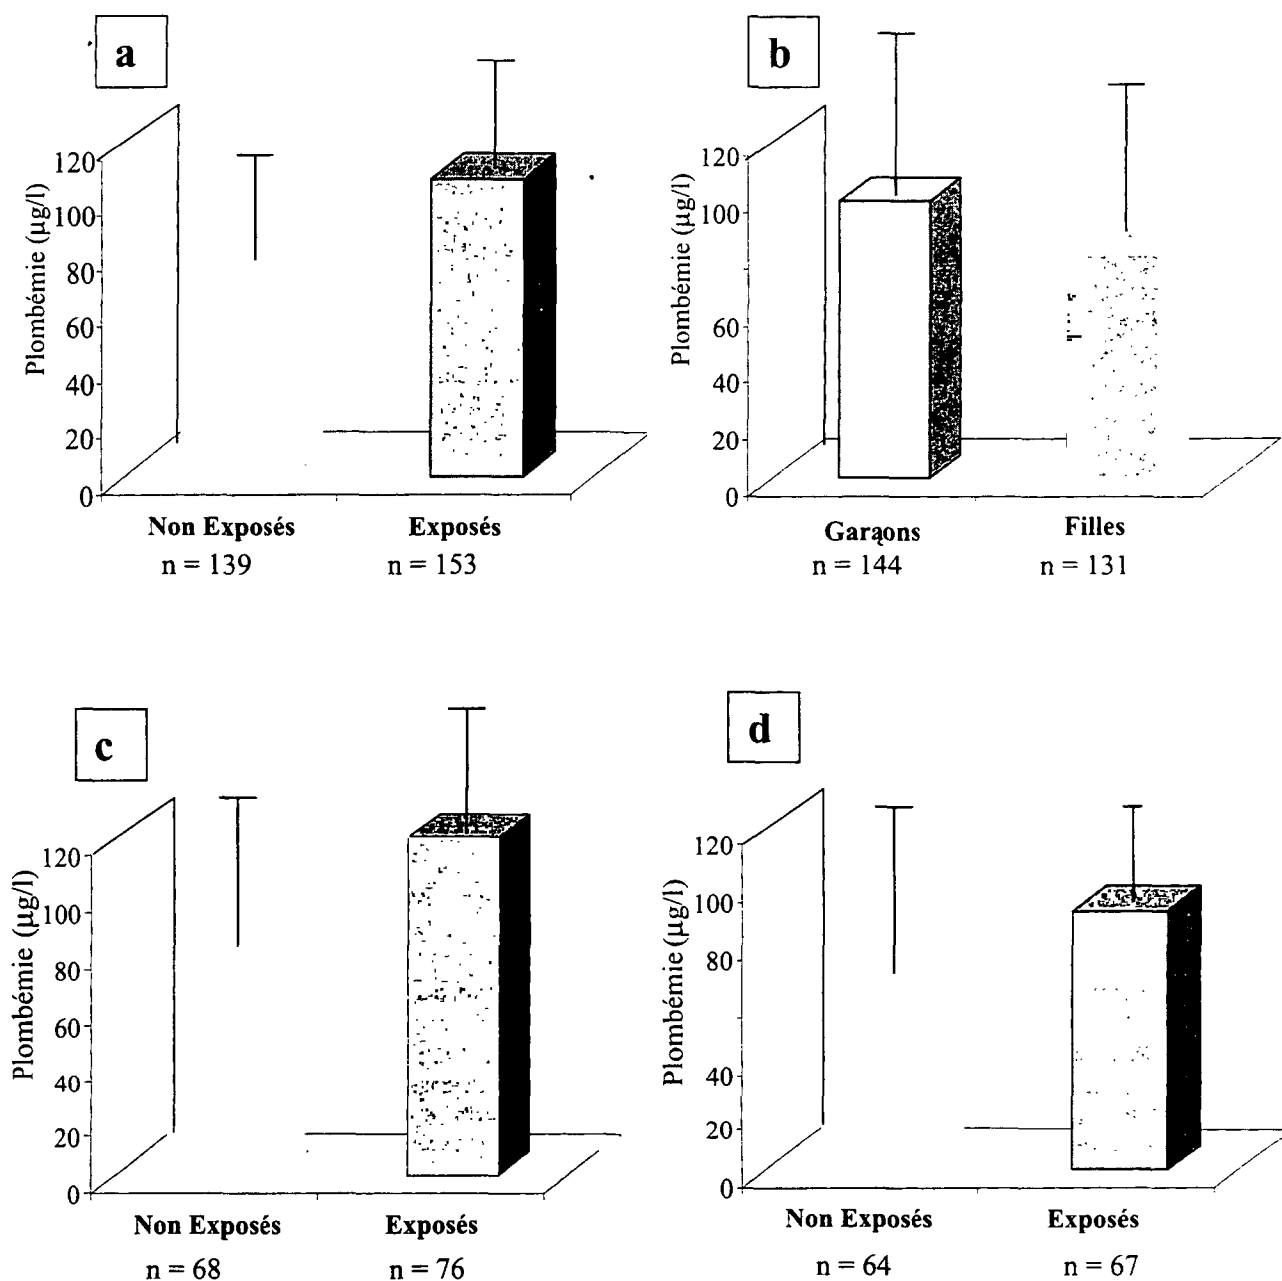 a
120
100
80
60
40
20
0
Plombémie (µg/l)
Non Exposés
Exposés
n = 139
n = 153
b
120
100
60
40
20
0
Plombémie (µg/l)
Garąons
Filles
n = 144
n = 131
c
120
100
80
60
40
20
0
Plombémie (µg/l)
Non Exposés
Exposés
n = 68
n = 76
d
120
100
80
40
20
0
Plombémie (µg/l)
Non Exposés
Exposés
n = 64
n = 67